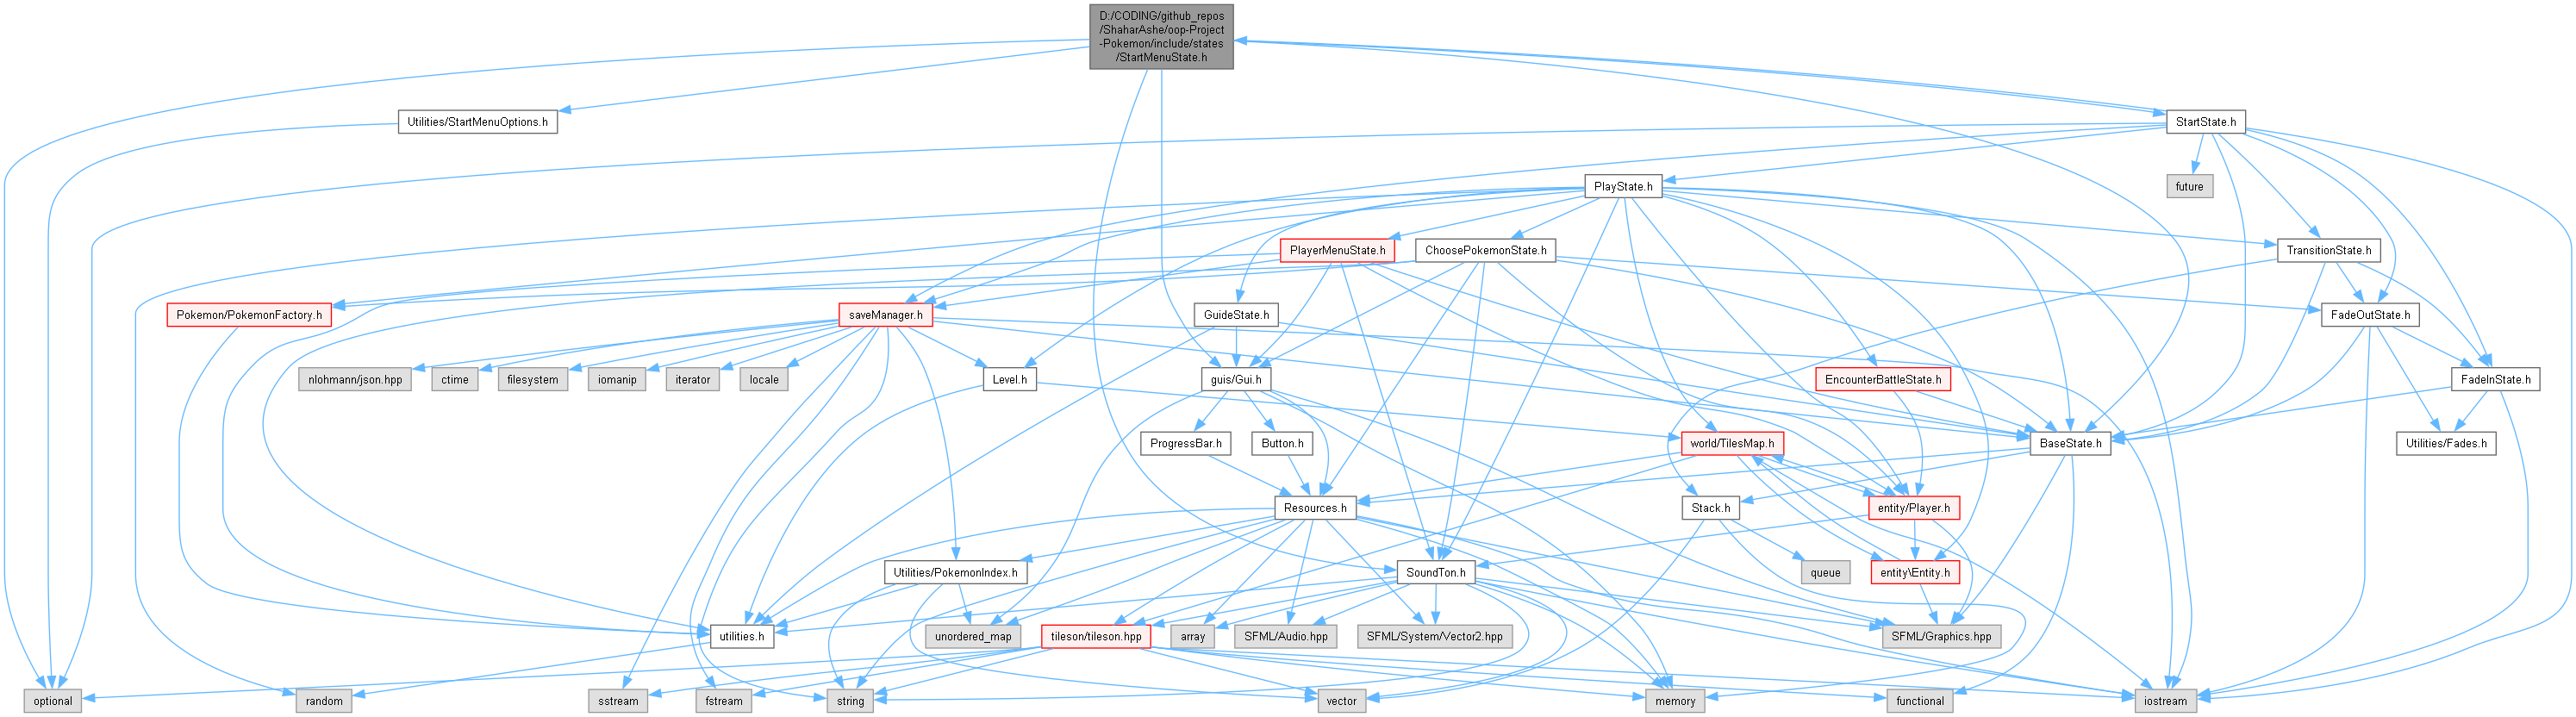 D:/CODING/github_repos
/ShaharAshe/oop-Project
-Pokemon/include/states
/StartMenuState.h
Utilities/StartMenuOptions.h
StartState.h
future
PlayState.h
PlayerMenuState.h
ChoosePokemonState.h
TransitionState.h
Pokemon/PokemonFactory.h
saveManager.h
GuideState.h
FadeOutState.h
nlohmann/json.hpp
ctime
filesystem
iomanip
iterator
locale
Level.h
guis/Gui.h
EncounterBattleState.h
FadeInState.h
ProgressBar.h
Button.h
world/TilesMap.h
BaseState.h
Utilities/Fades.h
Resources.h
Stack.h
entity/Player.h
Utilities/PokemonIndex.h
SoundTon.h
queue
entity\Entity.h
utilities.h
unordered_map
tileson/tileson.hpp
array
SFML/Audio.hpp
SFML/System/Vector2.hpp
SFML/Graphics.hpp
optional
random
sstream
fstream
string
vector
memory
functional
iostream